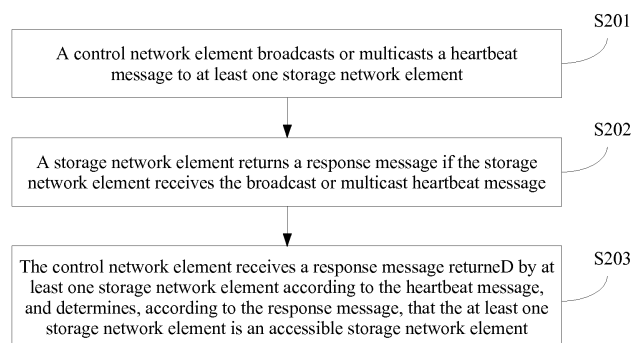 S201
A control network element broadcasts or multicasts a heartbeat
message to at least one storage network element
S202
A storage network element returns a response message if the storage
network element receives the broadcast or multicast heartbeat message
S203
The control network element receives a response message returneD by at
least one storage network element according to the heartbeat message,
and determines, according to the response message, that the at least one
storage network element is an accessible storage network element